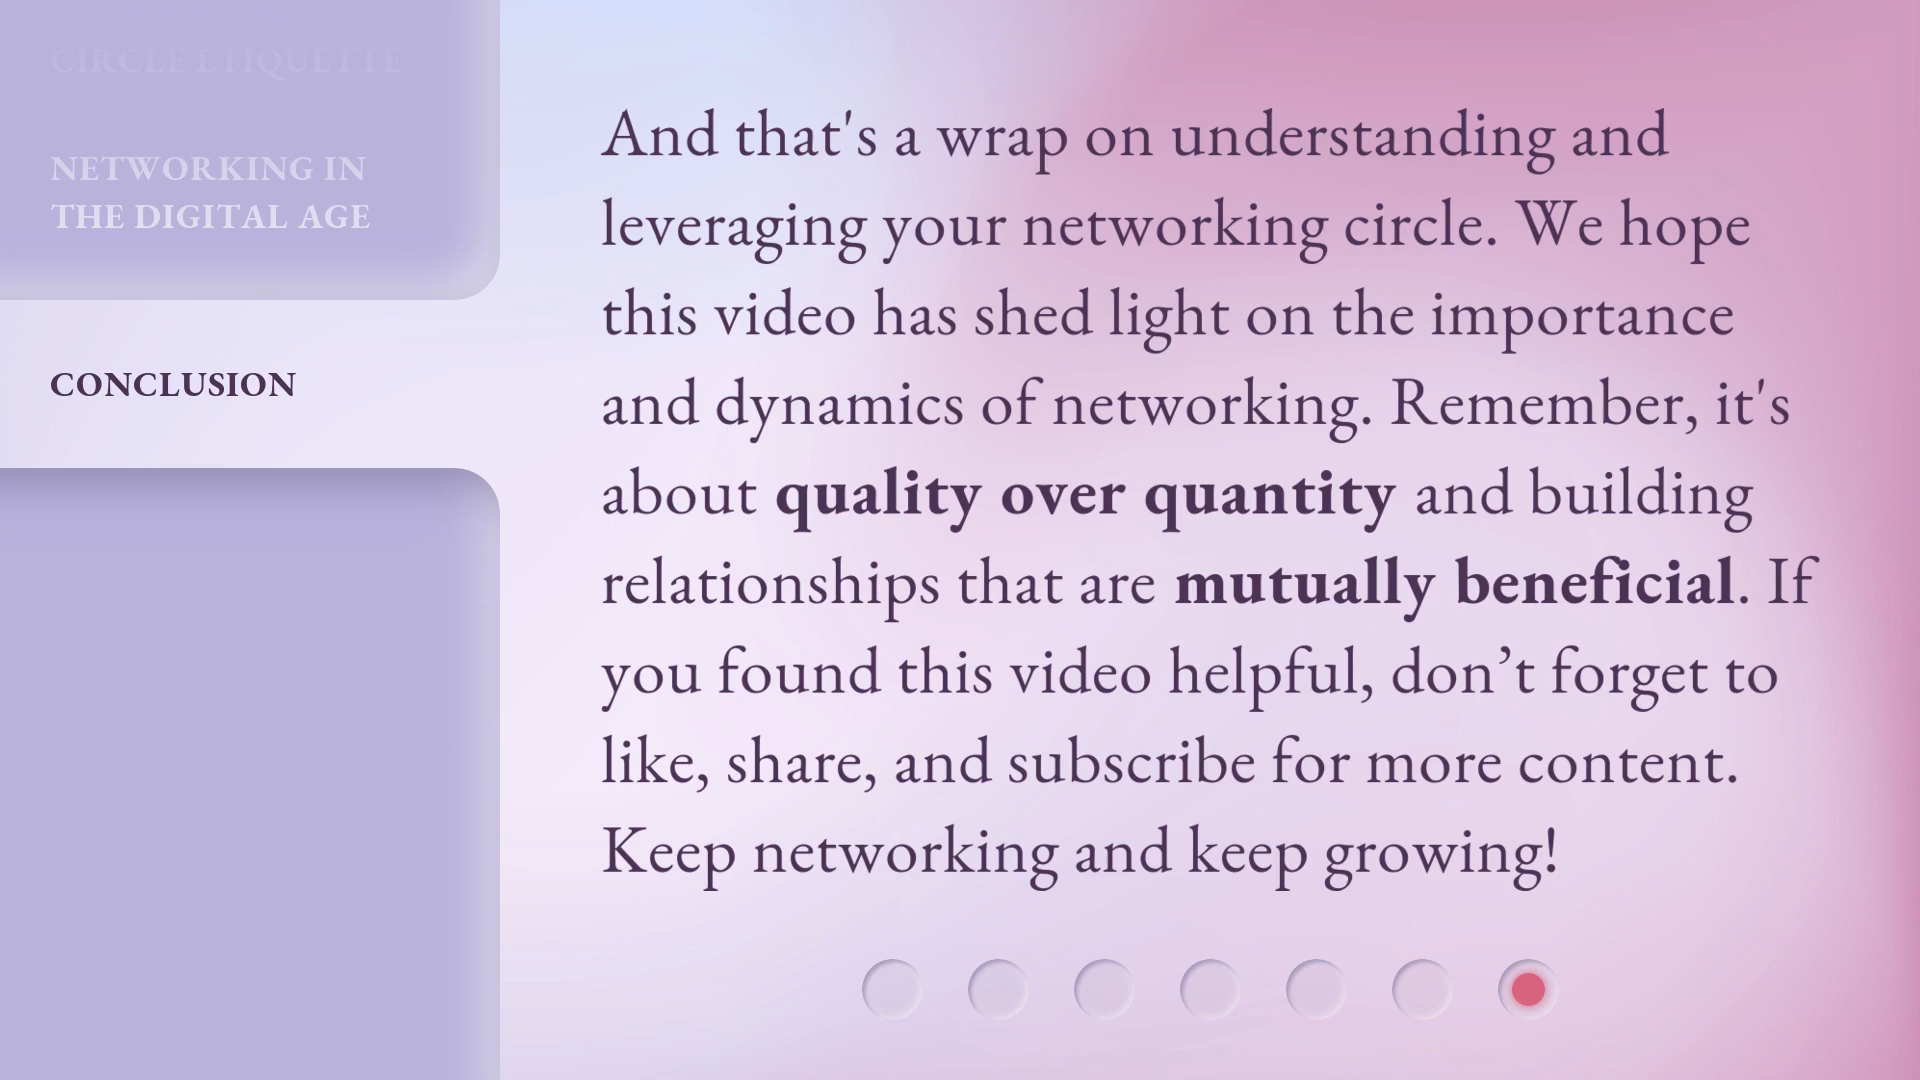 CIRCLE ETIQUETTE
NETWORKING IN
THE DIGITAL AGE
CONCLUSION
And that's a wrap on understanding and
leveraging your networking circle. We hope
this video has shed light on the importance
and dynamics of networking. Remember, it's
about quality over quantity and building
relationships that are mutually beneficial. If
you found this video helpful, don’t forget to
like, share, and subscribe for more content.
Keep networking and keep growing!